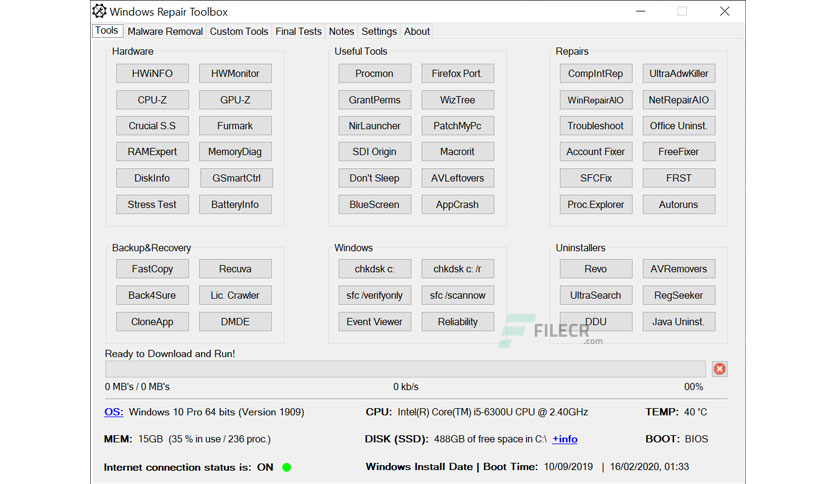 Windows Repair Toolbox
Tools Malware Removal Custom Tools Final Tests Notes Settings About
Hardware
HWiNFO HWMonitor
CPU-Z GPU-Z
Crucial S.S Furmark
RAMExpert MemoryDiag
DiskInfo GSmartCtrl
Stress Test BatteryInfo
Useful Tools
Procmon Firefox Port.
GrantPerms WizTree
NirLauncher PatchMyPc
SDI Origin Macrorit
Don't Sleep AVLeftovers
BlueScreen AppCrash
Repairs
CompIntRep UltraAdwKiller
WinRepairAIO NetRepairAIO
Troubleshoot Office Uninst.
Account Fixer FreeFixer
SFCFix FRST
Proc.Explorer Autoruns
Backup&Recovery
FastCopy Recuva
Back4Sure Lic. Crawler
CloneApp DMDE
Windows
chkdsk c: chkdsk c: /r
sfc /verifyonly sfc /scannow
Event Viewer Reliability
Uninstallers
Revo AVRemovers
UltraSearch RegSeeker
DDU Java Uninst.
FILECR
.com
Ready to Download and Run!
0 MB's / 0 MB's 0 kb/s 00%
OS: Windows 10 Pro 64 bits (Version 1909) CPU: Intel(R) Core(TM) i5-6300U CPU @ 2.40GHz TEMP: 40 °C
MEM: 15GB (35 % in use / 236 proc.) DISK (SSD): 488GB of free space in C:\ +info BOOT: BIOS
Internet connection status is: ON Windows Install Date | Boot Time: 10/09/2019 | 16/02/2020, 01:33